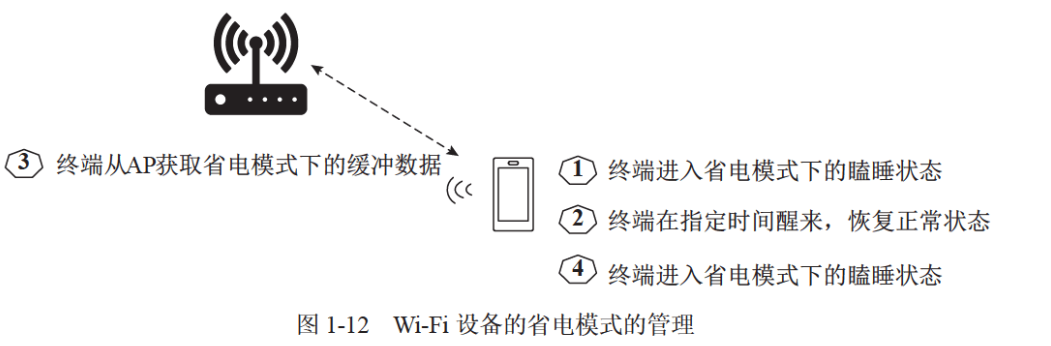 ③ 终端从AP获取省电模式下的缓冲数据
① 终端进入省电模式下的瞌睡状态
② 终端在指定时间醒来，恢复正常状态
④ 终端进入省电模式下的瞌睡状态
图 1-12 Wi-Fi 设备的省电模式的管理